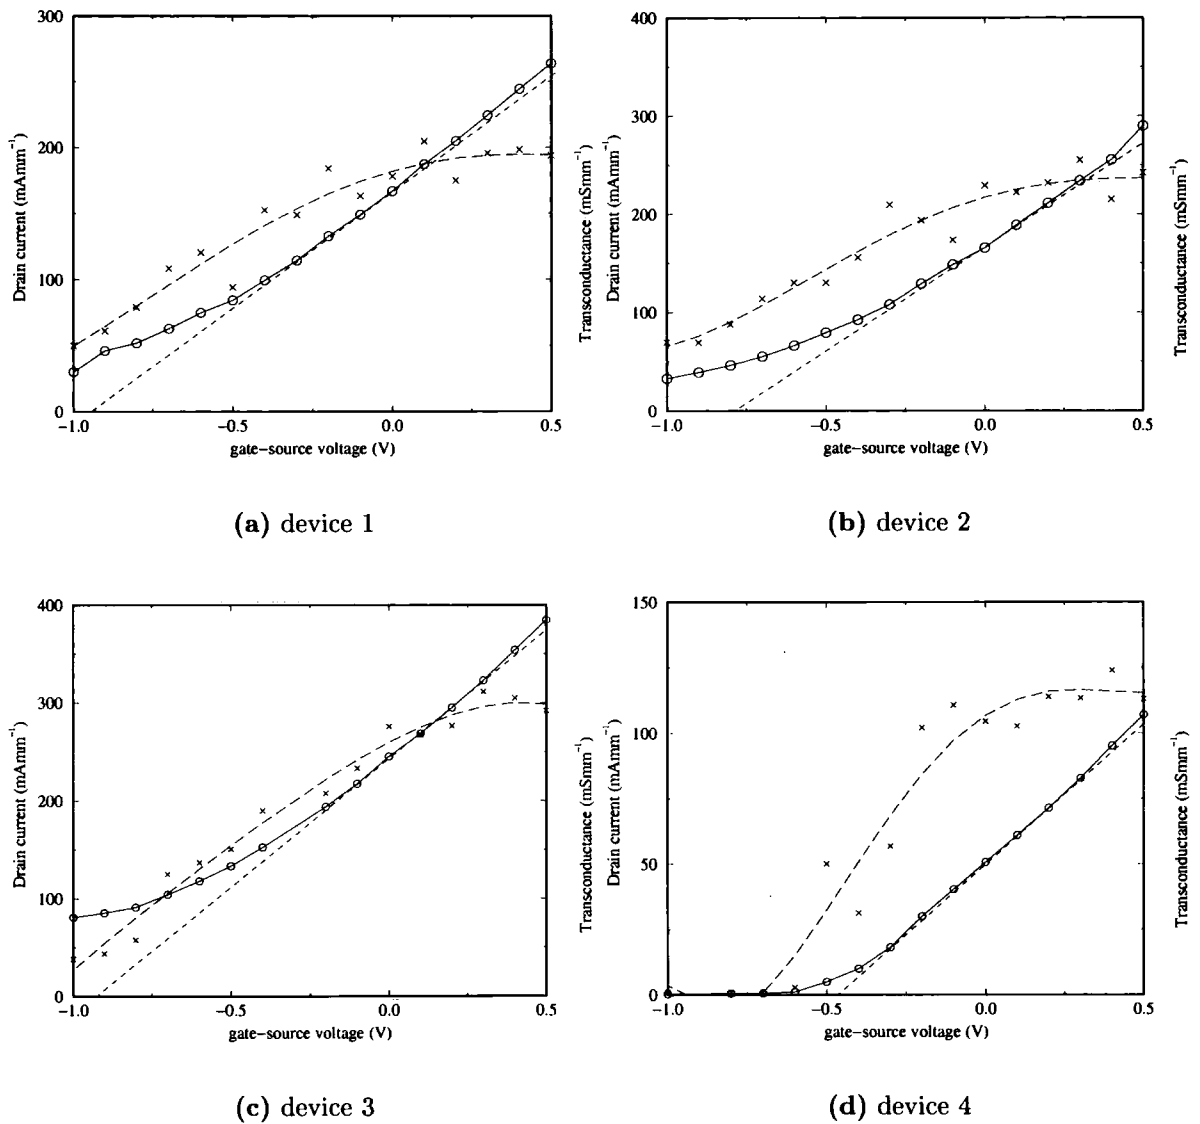 300
200
100
0
Drain current (mAmm⁻¹)
Transconductance (mSmm⁻¹)
−1.0 −0.5 0.0 0.5
gate−source voltage (V)
(a) device 1
400
300
200
100
0
Drain current (mAmm⁻¹)
Transconductance (mSmm⁻¹)
−1.0 −0.5 0.0 0.5
gate−source voltage (V)
(b) device 2
400
300
200
100
0
Drain current (mAmm⁻¹)
Transconductance (mSmm⁻¹)
−1.0 −0.5 0.0 0.5
gate−source voltage (V)
(c) device 3
150
100
50
0
Drain current (mAmm⁻¹)
Transconductance (mSmm⁻¹)
−1.0 −0.5 0.0 0.5
gate−source voltage (V)
(d) device 4